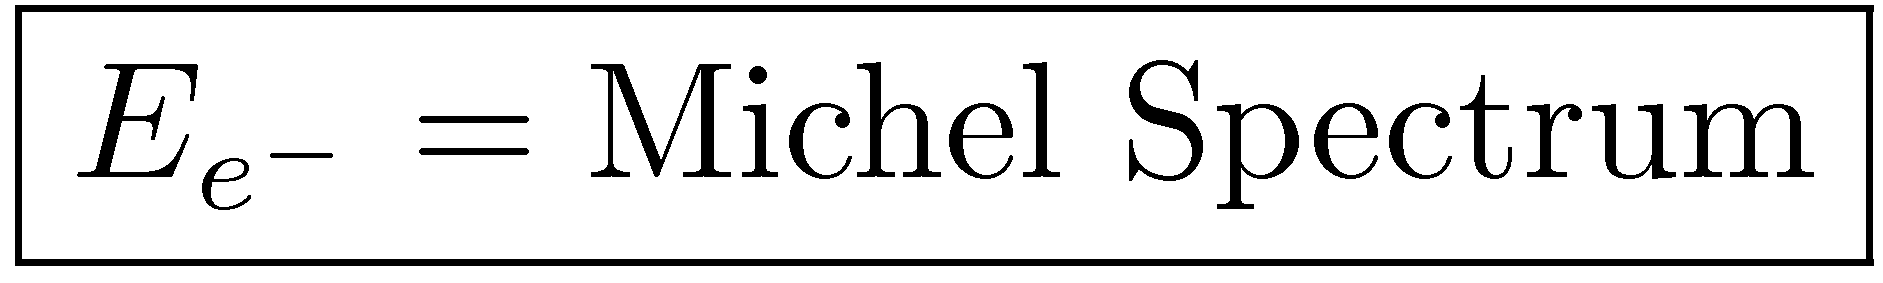 E_{e^-} = Michel Spectrum